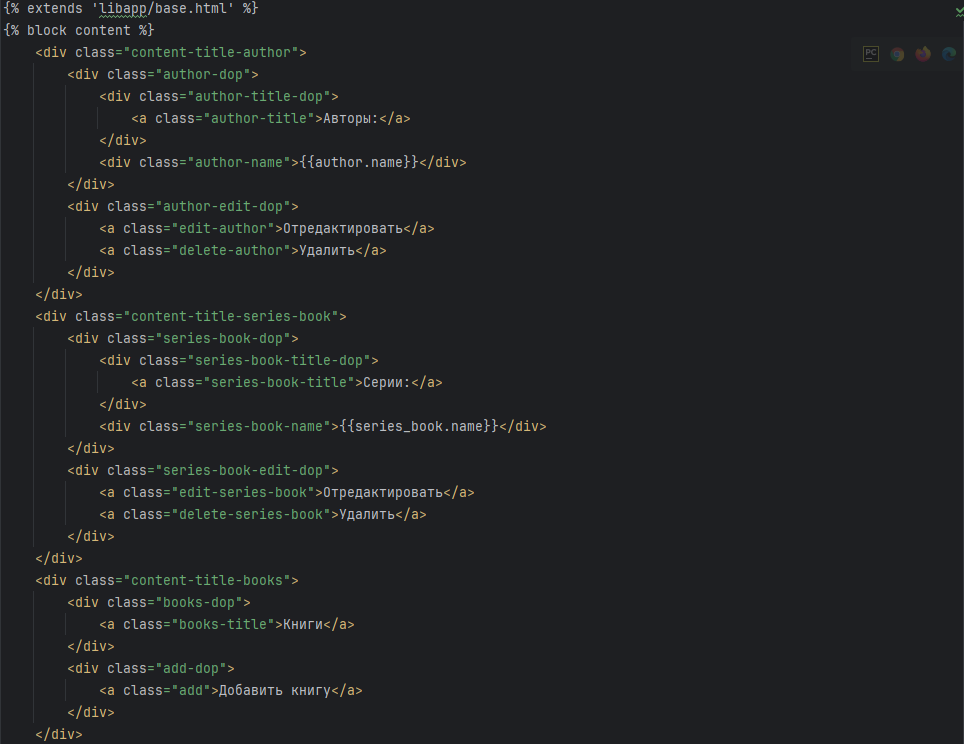 {% extends 'libapp/base.html' %}
{% block content %}
    <div class="content-title-author">
        <div class="author-dop">
            <div class="author-title-dop">
                <a class="author-title">Авторы:</a>
            </div>
            <div class="author-name">{{author.name}}</div>
        </div>
        <div class="author-edit-dop">
            <a class="edit-author">Отредактировать</a>
            <a class="delete-author">Удалить</a>
        </div>
    </div>
    <div class="content-title-series-book">
        <div class="series-book-dop">
            <div class="series-book-title-dop">
                <a class="series-book-title">Серии:</a>
            </div>
            <div class="series-book-name">{{series_book.name}}</div>
        </div>
        <div class="series-book-edit-dop">
            <a class="edit-series-book">Отредактировать</a>
            <a class="delete-series-book">Удалить</a>
        </div>
    </div>
    <div class="content-title-books">
        <div class="books-dop">
            <a class="books-title">Книги</a>
        </div>
        <div class="add-dop">
            <a class="add">Добавить книгу</a>
        </div>
    </div>
PC